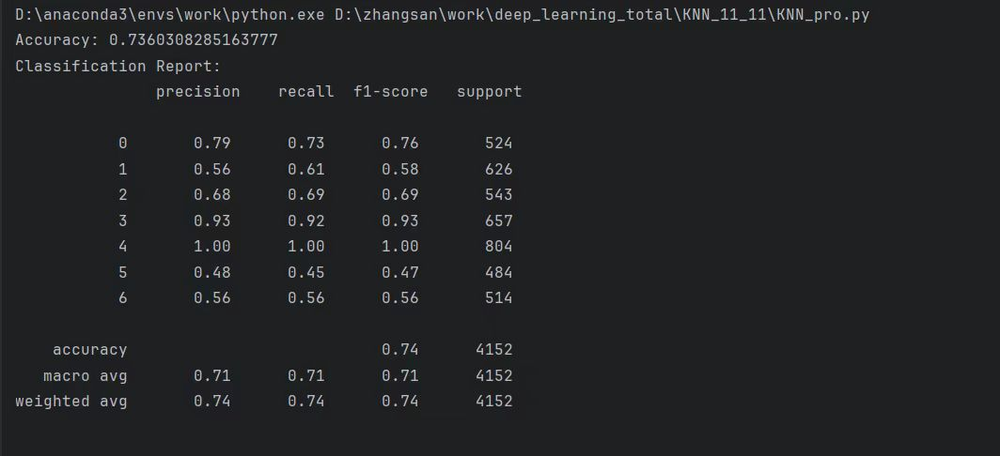 D:\anaconda3\envs\work\python.exe D:\zhangsan\work\deep_learning_total\KNN_11_11\KNN_pro.py
Accuracy: 0.7360308285163777
Classification Report:
              precision    recall  f1-score   support

           0       0.79      0.73      0.76       524
           1       0.56      0.61      0.58       626
           2       0.68      0.69      0.69       543
           3       0.93      0.92      0.93       657
           4       1.00      1.00      1.00       804
           5       0.48      0.45      0.47       484
           6       0.56      0.56      0.56       514

    accuracy                           0.74      4152
   macro avg       0.71      0.71      0.71      4152
weighted avg       0.74      0.74      0.74      4152